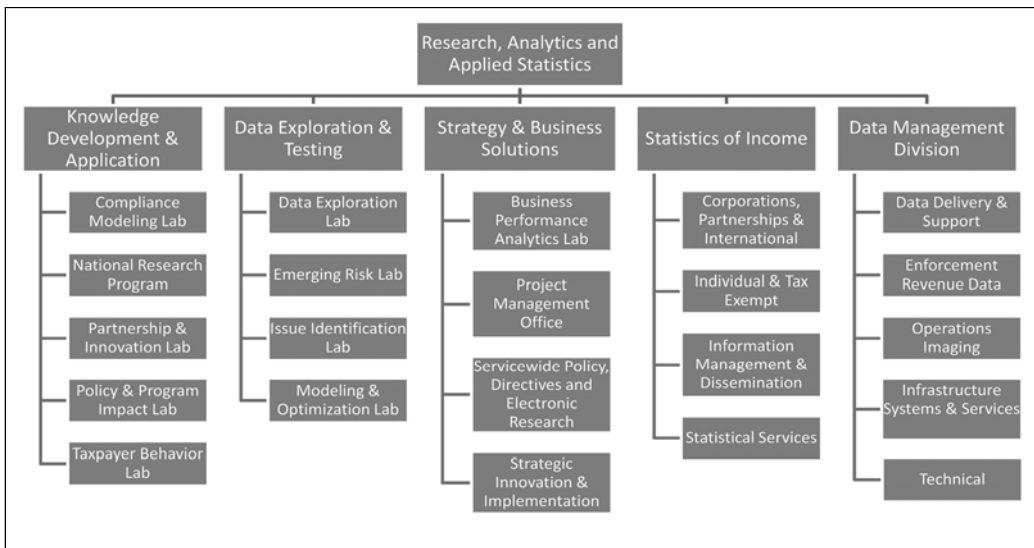 Research, Analytics and
Applied Statistics
Knowledge
Development &
Application
Compliance
Modeling Lab
National Research
Program
Partnership &
Innovation Lab
Policy & Program
Impact Lab
Taxpayer Behavior
Lab
Data Exploration &
Testing
Data Exploration
Lab
Emerging Risk Lab
Issue Identification
Lab
Modeling &
Optimization Lab
Strategy & Business
Solutions
Business
Performance
Analytics Lab
Project
Management
Office
Servicewide Policy,
Directives and
Electronic
Research
Strategic
Innovation &
Implementation
Statistics of Income
Corporations,
Partnerships &
International
Individual & Tax
Exempt
Information
Management &
Dissemination
Statistical Services
Data Management
Division
Data Delivery &
Support
Enforcement
Revenue Data
Operations
Imaging
Infrastructure
Systems & Services
Technical